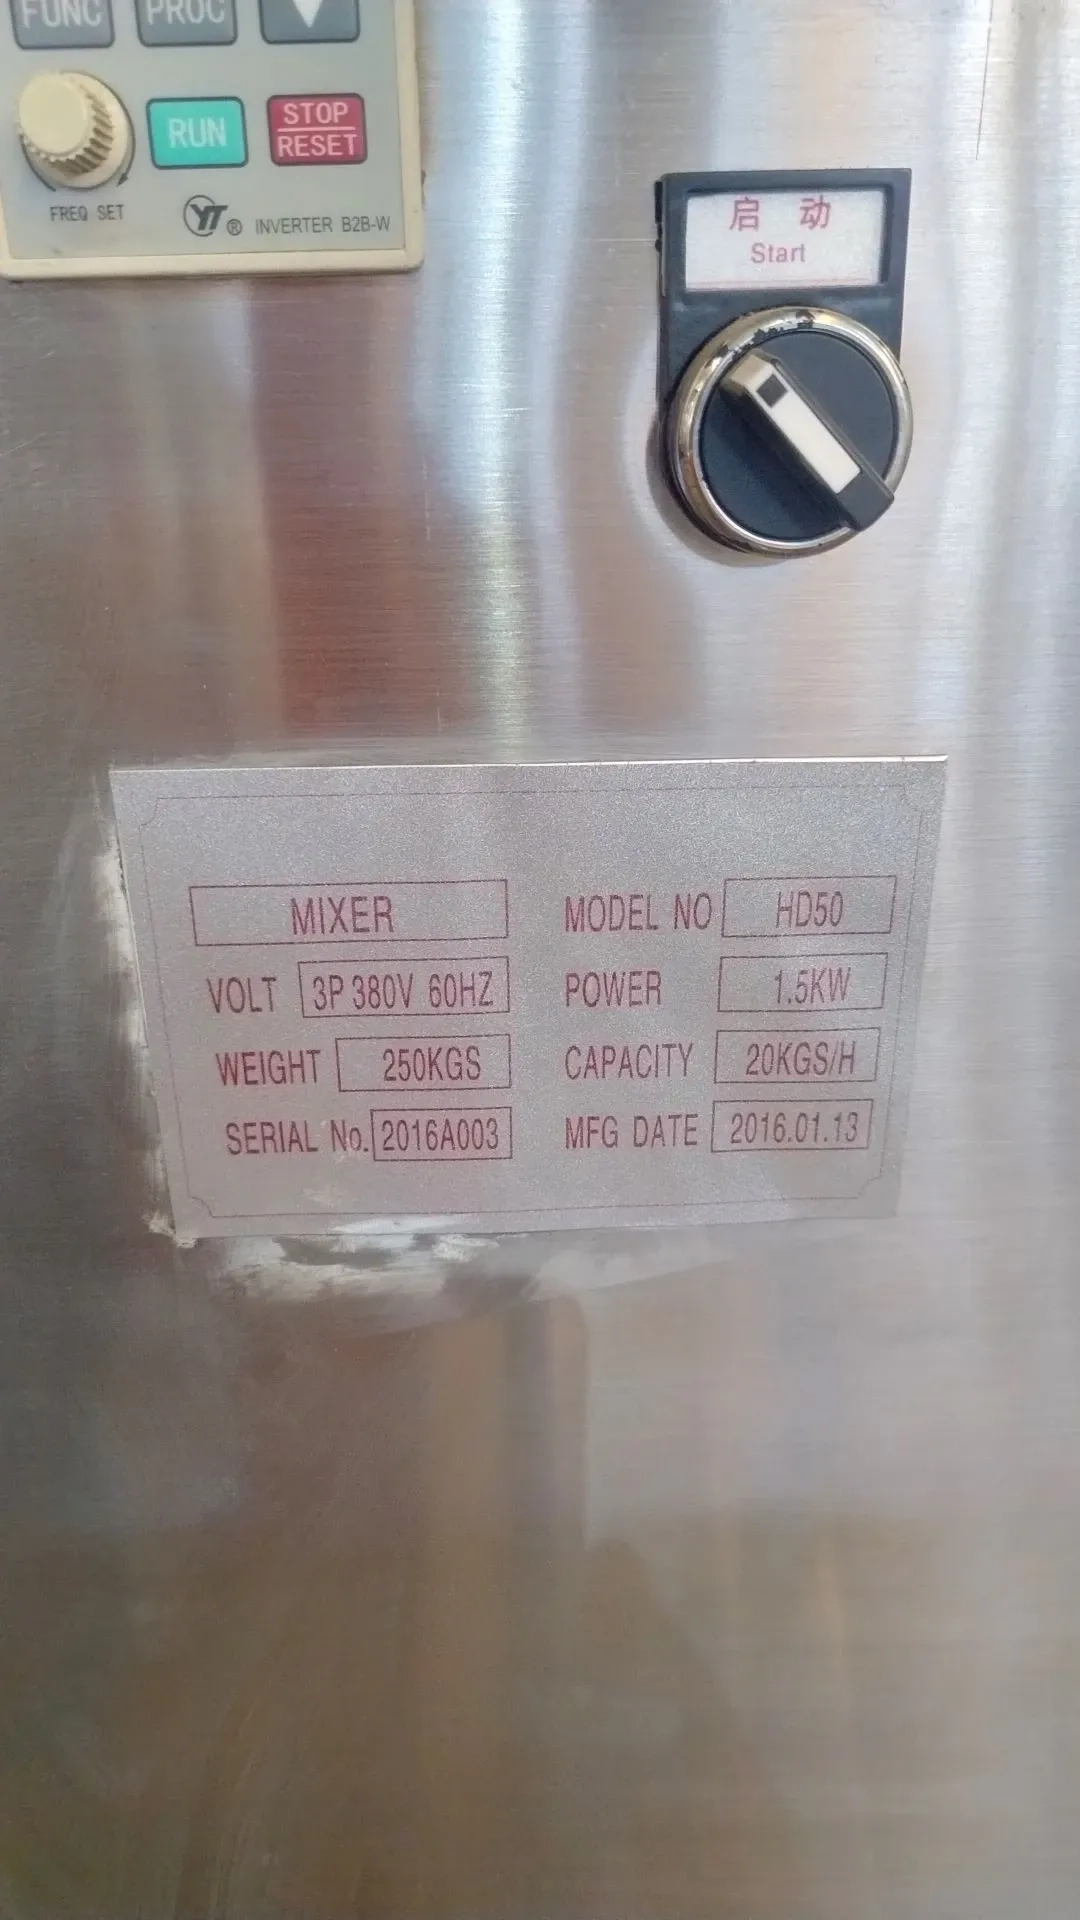 FUNC PROC
RUN
STOP
RESET
FREQ SET
YT® INVERTER B2B-W
启 动
Start
MIXER
MODEL NO HD50
VOLT 3P 380V 60HZ
POWER 1.5KW
WEIGHT 250KGS
CAPACITY 20KGS/H
SERIAL No. 2016A003
MFG DATE 2016.01.13